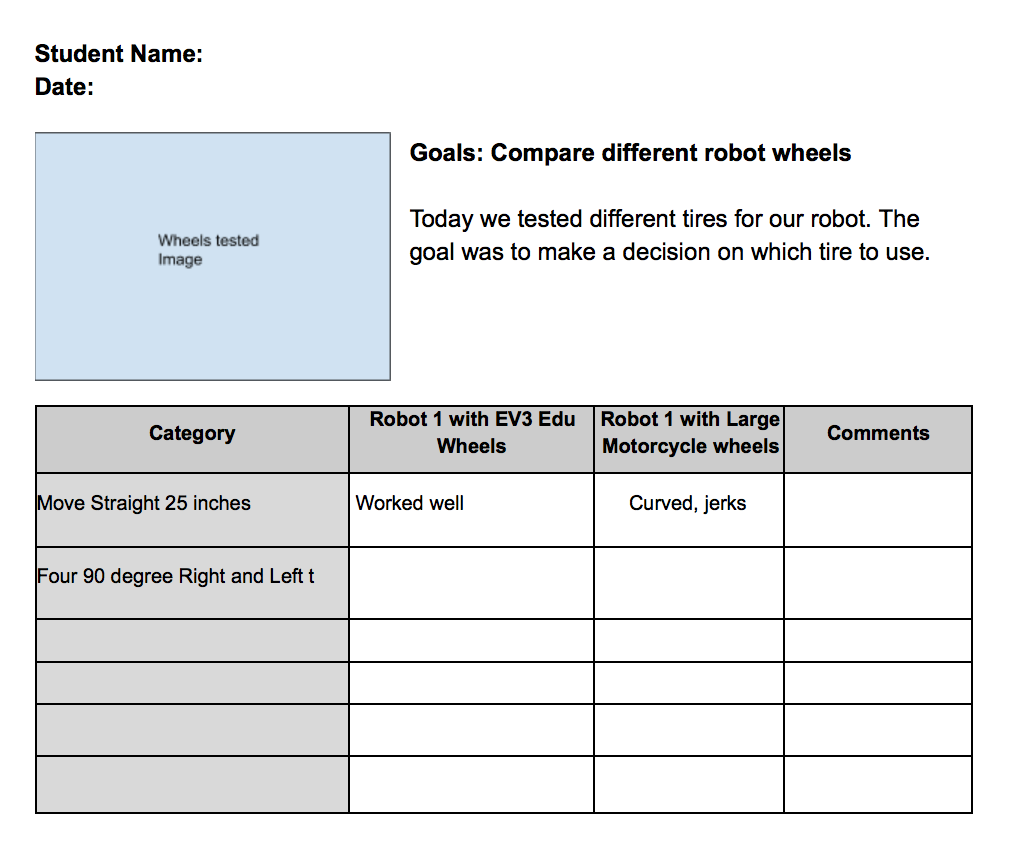 Student Name:
Date:
Wheels tested
Image
Goals: Compare different robot wheels
Today we tested different tires for our robot. The
goal was to make a decision on which tire to use.
Category
Robot 1 with EV3 Edu
Wheels
Robot 1 with Large
Motorcycle wheels
Comments
Move Straight 25 inches
Worked well
Curved, jerks
Four 90 degree Right and Left t